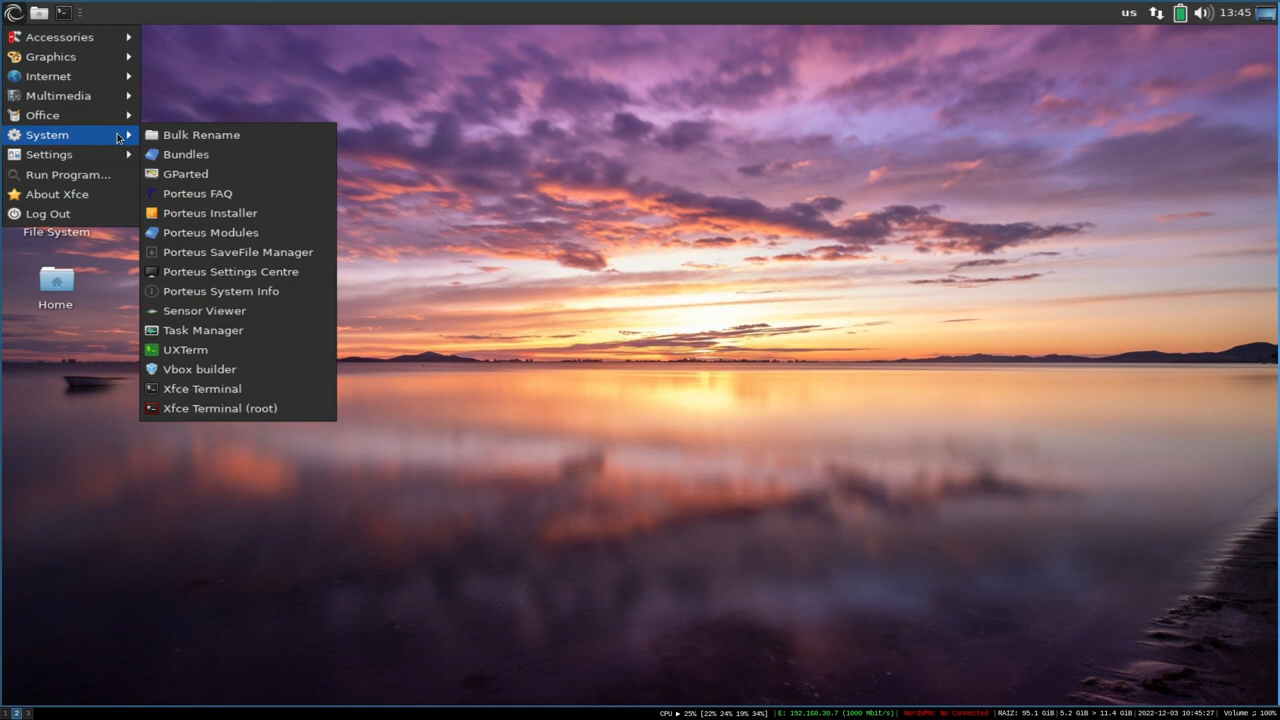 us 13:45
Accessories
Graphics
Internet
Multimedia
Office
System
Settings
Run Program...
About Xfce
Log Out
File System
Home
Bulk Rename
Bundles
GParted
Porteus FAQ
Porteus Installer
Porteus Modules
Porteus SaveFile Manager
Porteus Settings Centre
Porteus System Info
Sensor Viewer
Task Manager
UXTerm
Vbox builder
Xfce Terminal
Xfce Terminal (root)
1 2 3 CPU ▶ 25% [22% 24% 19% 34%] |E: 192.168.30.7 (1000 Mbit/s)| NordVPN: No Connected |RAIZ: 95.1 GiB|5.2 GiB > 11.4 GiB|2022-12-03 10:45:27| Volume ♫ 100%